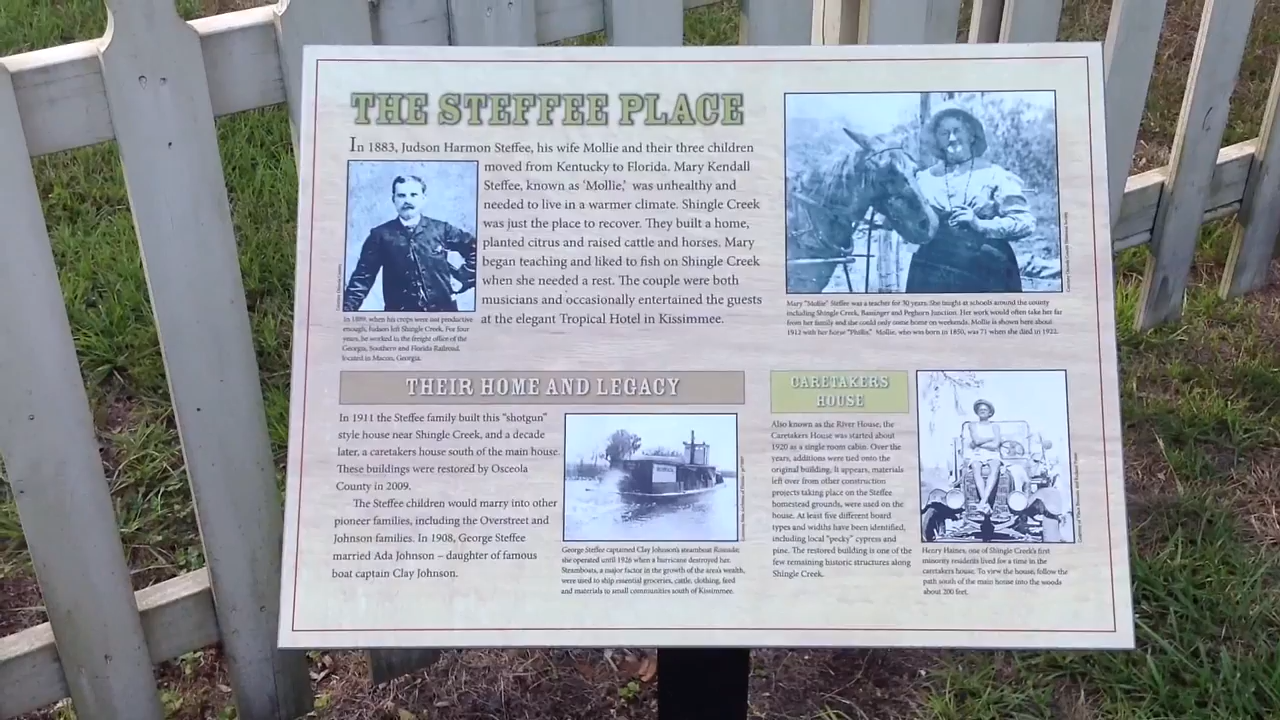 THE STEFFEE PLACE
In 1883, Judson Harmon Steffee, his wife Mollie and their three children
moved from Kentucky to Florida. Mary Kendall
Steffee, known as 'Mollie,' was unhealthy and
needed to live in a warmer climate. Shingle Creek
was just the place to recover. They built a home,
planted citrus and raised cattle and horses. Mary
began teaching and liked to fish on Shingle Creek
when she needed a rest. The couple were both
musicians and occasionally entertained the guests
at the elegant Tropical Hotel in Kissimmee.
In 1889, when his crops were not productive
enough, Judson left Shingle Creek. For four
years, he worked in the freight office of the
Georgia, Southern and Florida Railroad,
located in Macon, Georgia.
Mary "Mollie" Steffee was a teacher for 30 years. She taught at schools around the county
including Shingle Creek, Bassinger and Peghorn Junction. Her work would often take her far
from her family and she could only come home on weekends. Mollie is shown here about
1912 with her horse "Phillis." Mollie, who was born in 1850, was 71 when she died in 1922.
THEIR HOME AND LEGACY
In 1911 the Steffee family built this "shotgun"
style house near Shingle Creek, and a decade
later, a caretakers house south of the main house.
These buildings were restored by Osceola
County in 2009.
The Steffee children would marry into other
pioneer families, including the Overstreet and
Johnson families. In 1908, George Steffee
married Ada Johnson – daughter of famous
boat captain Clay Johnson.
George Steffee captained Clay Johnson's steamboat
she operated until 1926 when a hurricane destroyed her.
Steamboats, a major factor in the growth of the area's wealth,
were used to ship essential groceries, cattle, clothing, feed
and materials to small communities south of Kissimmee.
CARETAKERS
HOUSE
Also known as the River House, the
Caretakers House was started about
1920 as a single room cabin. Over the
years, additions were tied onto the
original building. It appears, materials
left over from other construction
projects taking place on the Steffee
homestead grounds, were used on the
house. At least five different board
types and widths have been identified,
including local "pecky" cypress and
pine. The restored building is one of the
few remaining historic structures along
Shingle Creek.
Henry Haines, one of Shingle Creek's first
minority residents lived for a time in the
caretakers house. To view the house, follow the
path south of the main house into the woods
about 200 feet.